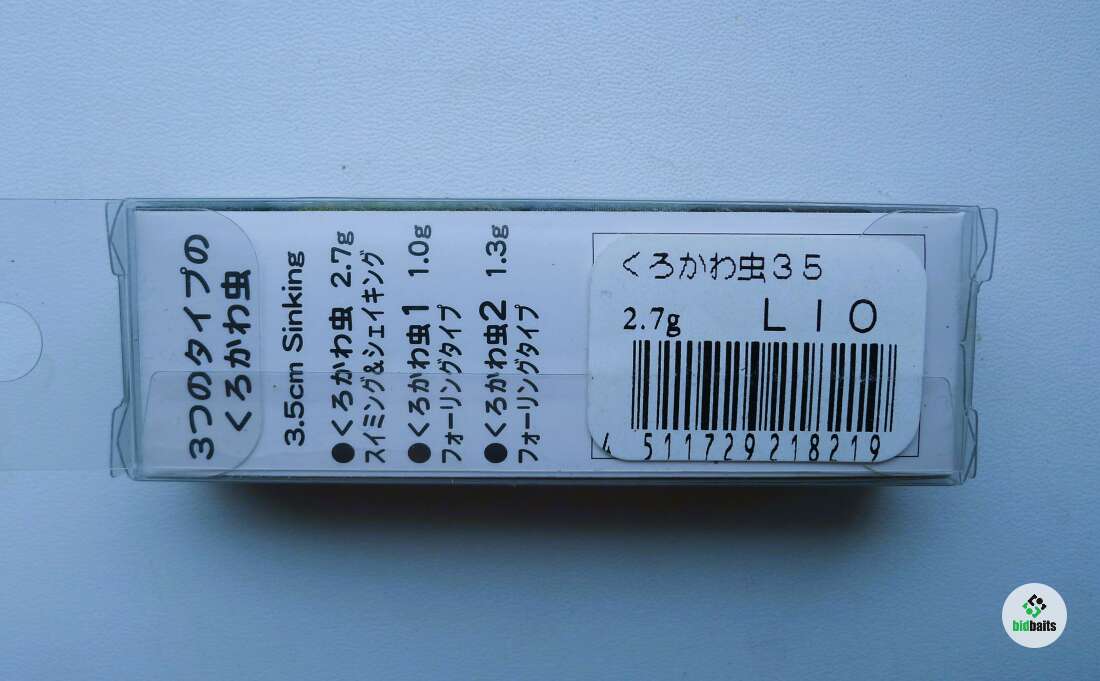 3つのタイプの
くろかわ虫
3.5cm Sinking
●くろかわ虫 2.7g
スイミング&シェイキング
●くろかわ虫1 1.0g
フォーリングタイプ
●くろかわ虫2 1.3g
フォーリングタイプ
くろかわ虫35
2.7g LIO
4511729218219
bidbaits